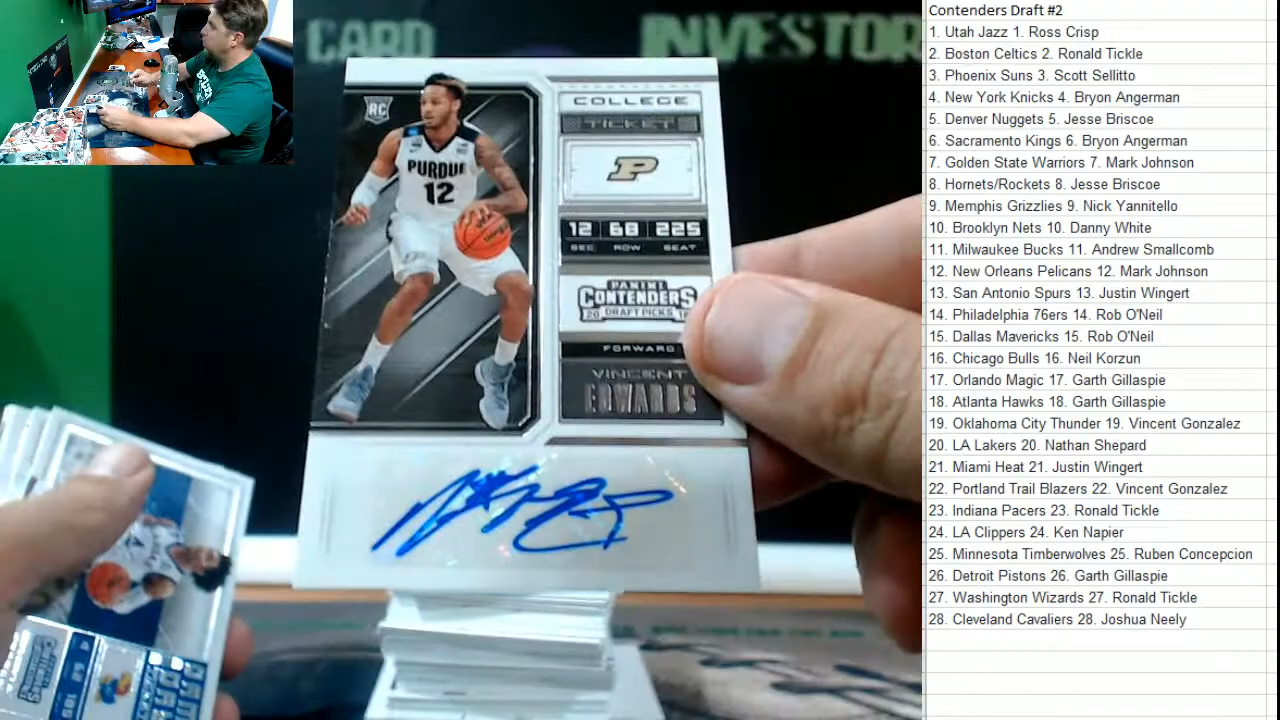 CARD INVESTOR
RC
PURDUE
12
COLLEGE
TICKET
P
12 68 225
SEC ROW SEAT
PANINI
CONTENDERS
DRAFT PICKS
FORWARD
VINCENT
EDWARDS
Contenders Draft #2
1. Utah Jazz 1. Ross Crisp
2. Boston Celtics 2. Ronald Tickle
3. Phoenix Suns 3. Scott Sellitto
4. New York Knicks 4. Bryon Angerman
5. Denver Nuggets 5. Jesse Briscoe
6. Sacramento Kings 6. Bryon Angerman
7. Golden State Warriors 7. Mark Johnson
8. Hornets/Rockets 8. Jesse Briscoe
9. Memphis Grizzlies 9. Nick Yannitello
10. Brooklyn Nets 10. Danny White
11. Milwaukee Bucks 11. Andrew Smallcomb
12. New Orleans Pelicans 12. Mark Johnson
13. San Antonio Spurs 13. Justin Wingert
14. Philadelphia 76ers 14. Rob O'Neil
15. Dallas Mavericks 15. Rob O'Neil
16. Chicago Bulls 16. Neil Korzun
17. Orlando Magic 17. Garth Gillaspie
18. Atlanta Hawks 18. Garth Gillaspie
19. Oklahoma City Thunder 19. Vincent Gonzalez
20. LA Lakers 20. Nathan Shepard
21. Miami Heat 21. Justin Wingert
22. Portland Trail Blazers 22. Vincent Gonzalez
23. Indiana Pacers 23. Ronald Tickle
24. LA Clippers 24. Ken Napier
25. Minnesota Timberwolves 25. Ruben Concepcion
26. Detroit Pistons 26. Garth Gillaspie
27. Washington Wizards 27. Ronald Tickle
28. Cleveland Cavaliers 28. Joshua Neely